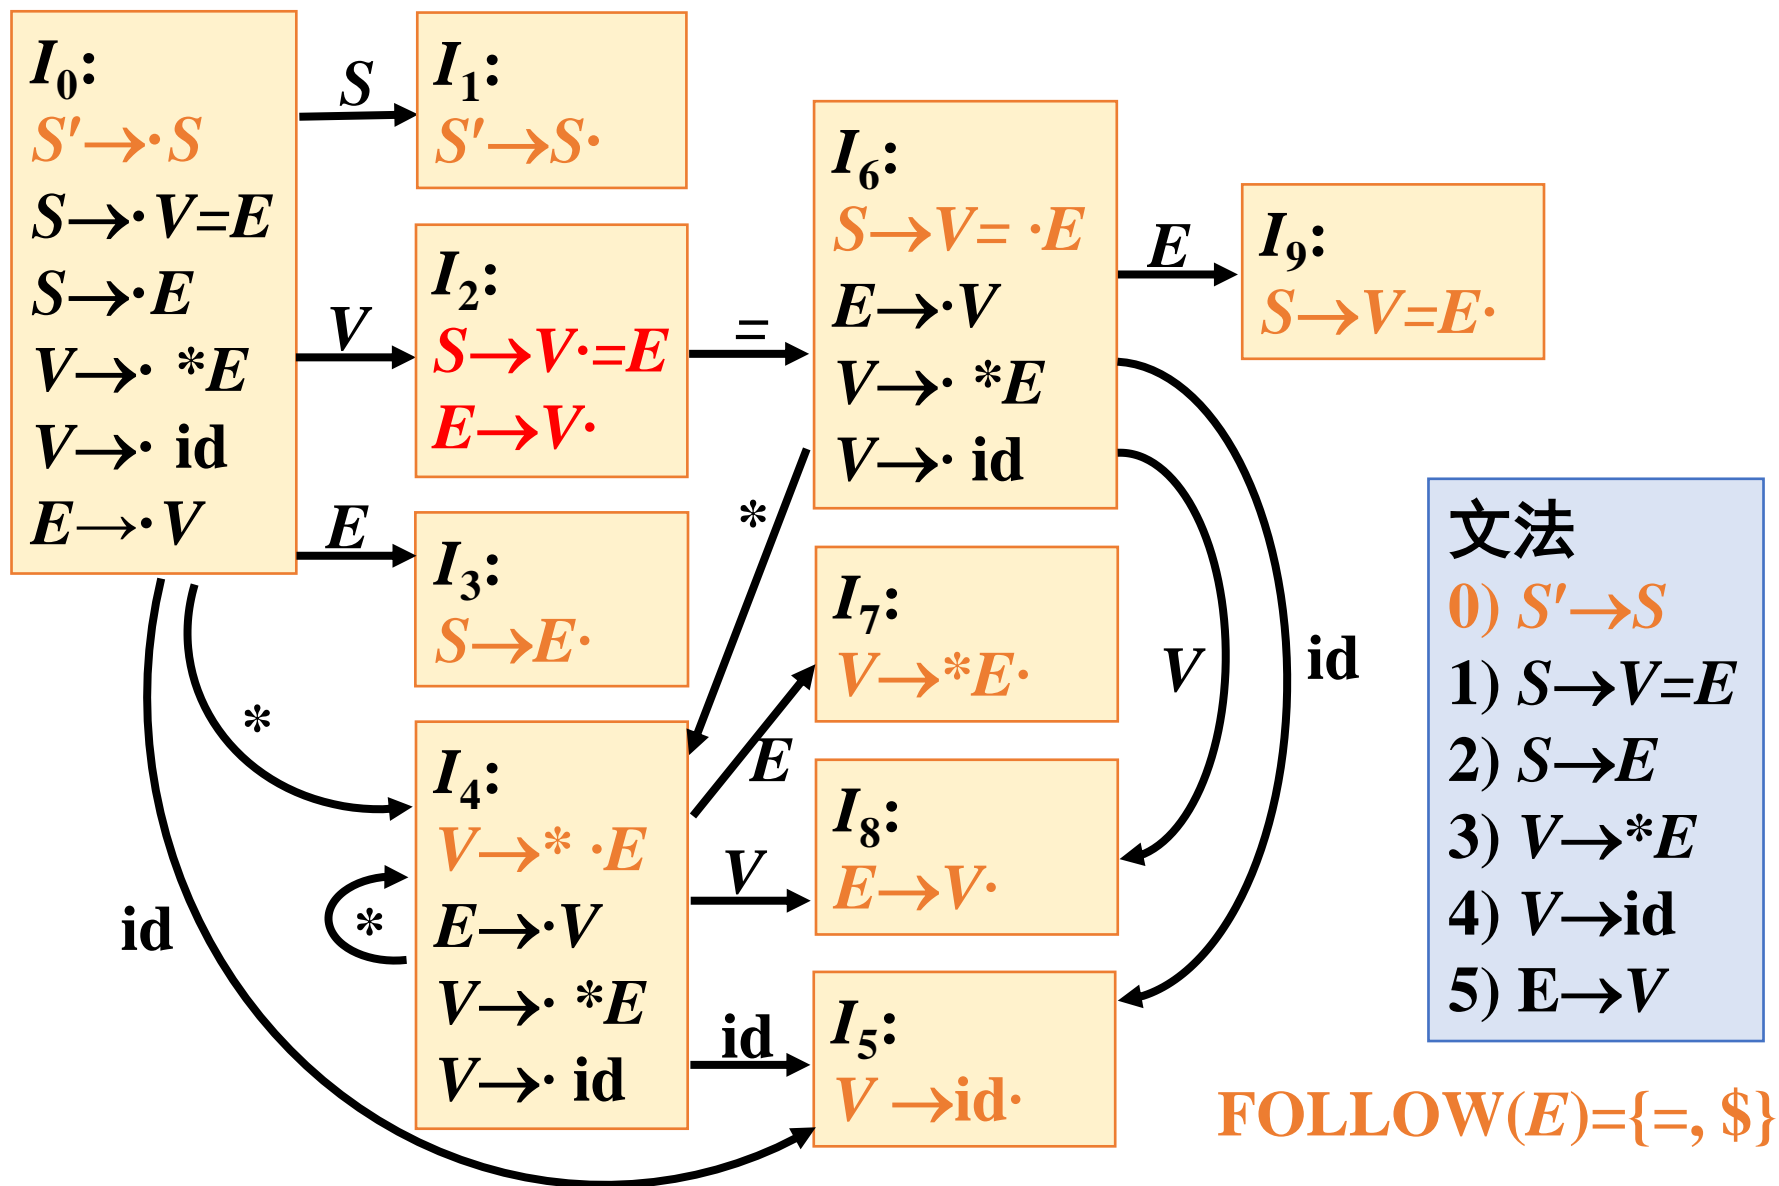 I0:
S′→·S
S→·V=E
S→·E
V→· *E
V→· id
E→·V
S
I1:
S′→S·
V
I2:
S→V·=E
E→V·
=
E
I3:
S→E·
*
id
I4:
V→* ·E
E→·V
V→· *E
V→· id
*
*
E
V
id
I6:
S→V= ·E
E→·V
V→· *E
V→· id
E
I9:
S→V=E·
I7:
V→*E·
I8:
E→V·
I5:
V →id·
V
id
文法
0) S′→S
1) S→V=E
2) S→E
3) V→*E
4) V→id
5) E→V
FOLLOW(E)={=, $}